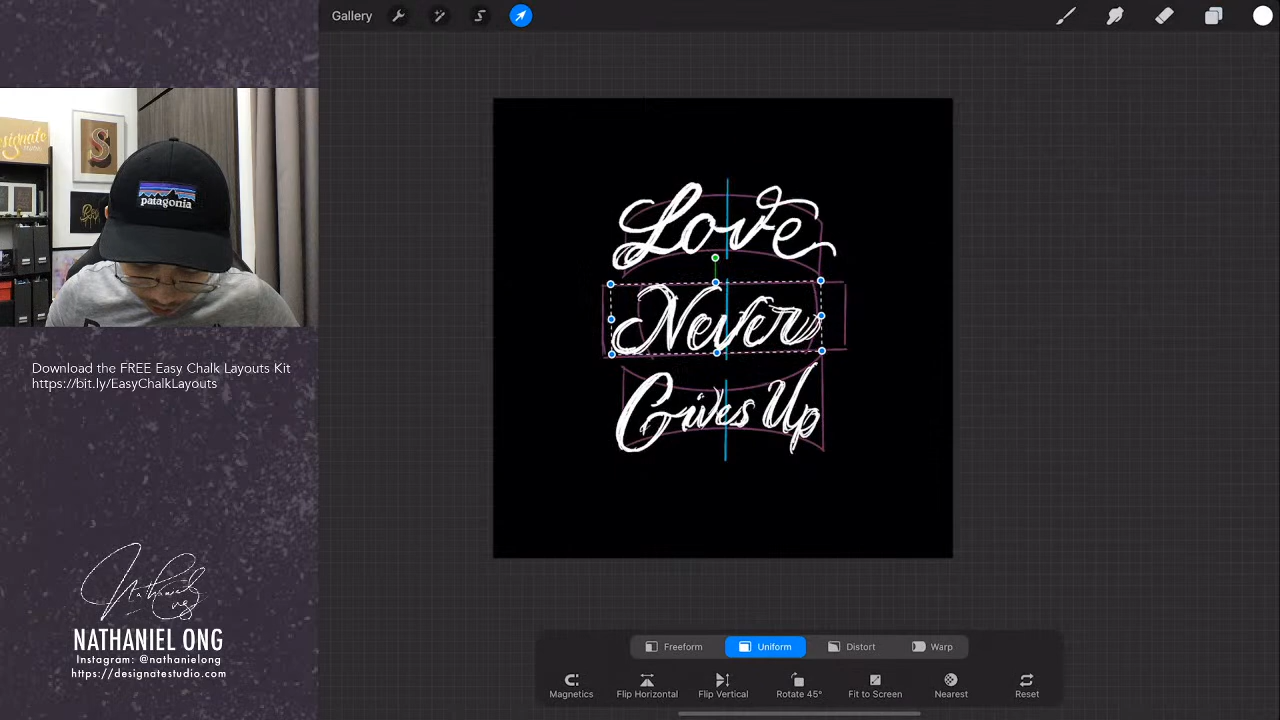 Gallery
signate
S
patagonia
Love
Never
Gives Up
Download the FREE Easy Chalk Layouts Kit
https://bit.ly/EasyChalkLayouts
NATHANIEL ONG
Instagram: @nathanielong
https://designatestudio.com
Freeform Uniform Distort Warp
Magnetics Flip Horizontal Flip Vertical Rotate 45° Fit to Screen Nearest Reset